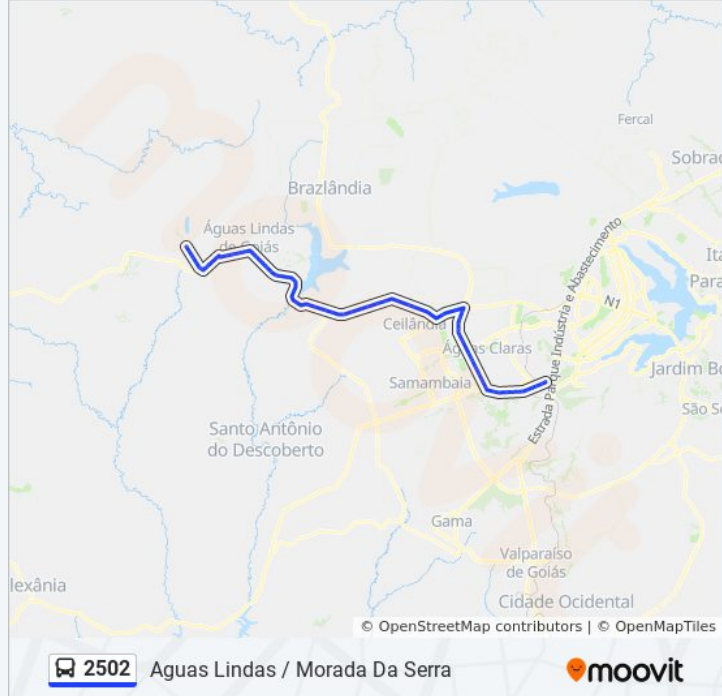 Fercal
Sobrad
Brazlândia
Águas Lindas
de Goiás
Ita
Para
Estrada Parque Indústria e Abastecimento
N1
Ceilândia
Águas Claras
Samambaia
Jardim Bo
São Se
Santo Antônio
do Descoberto
Gama
Valparaíso
de Goiás
lexânia
Cidade Ocidental
© OpenStreetMap contributors | © OpenMapTiles
2502 Aguas Lindas / Morada Da Serra
moovit